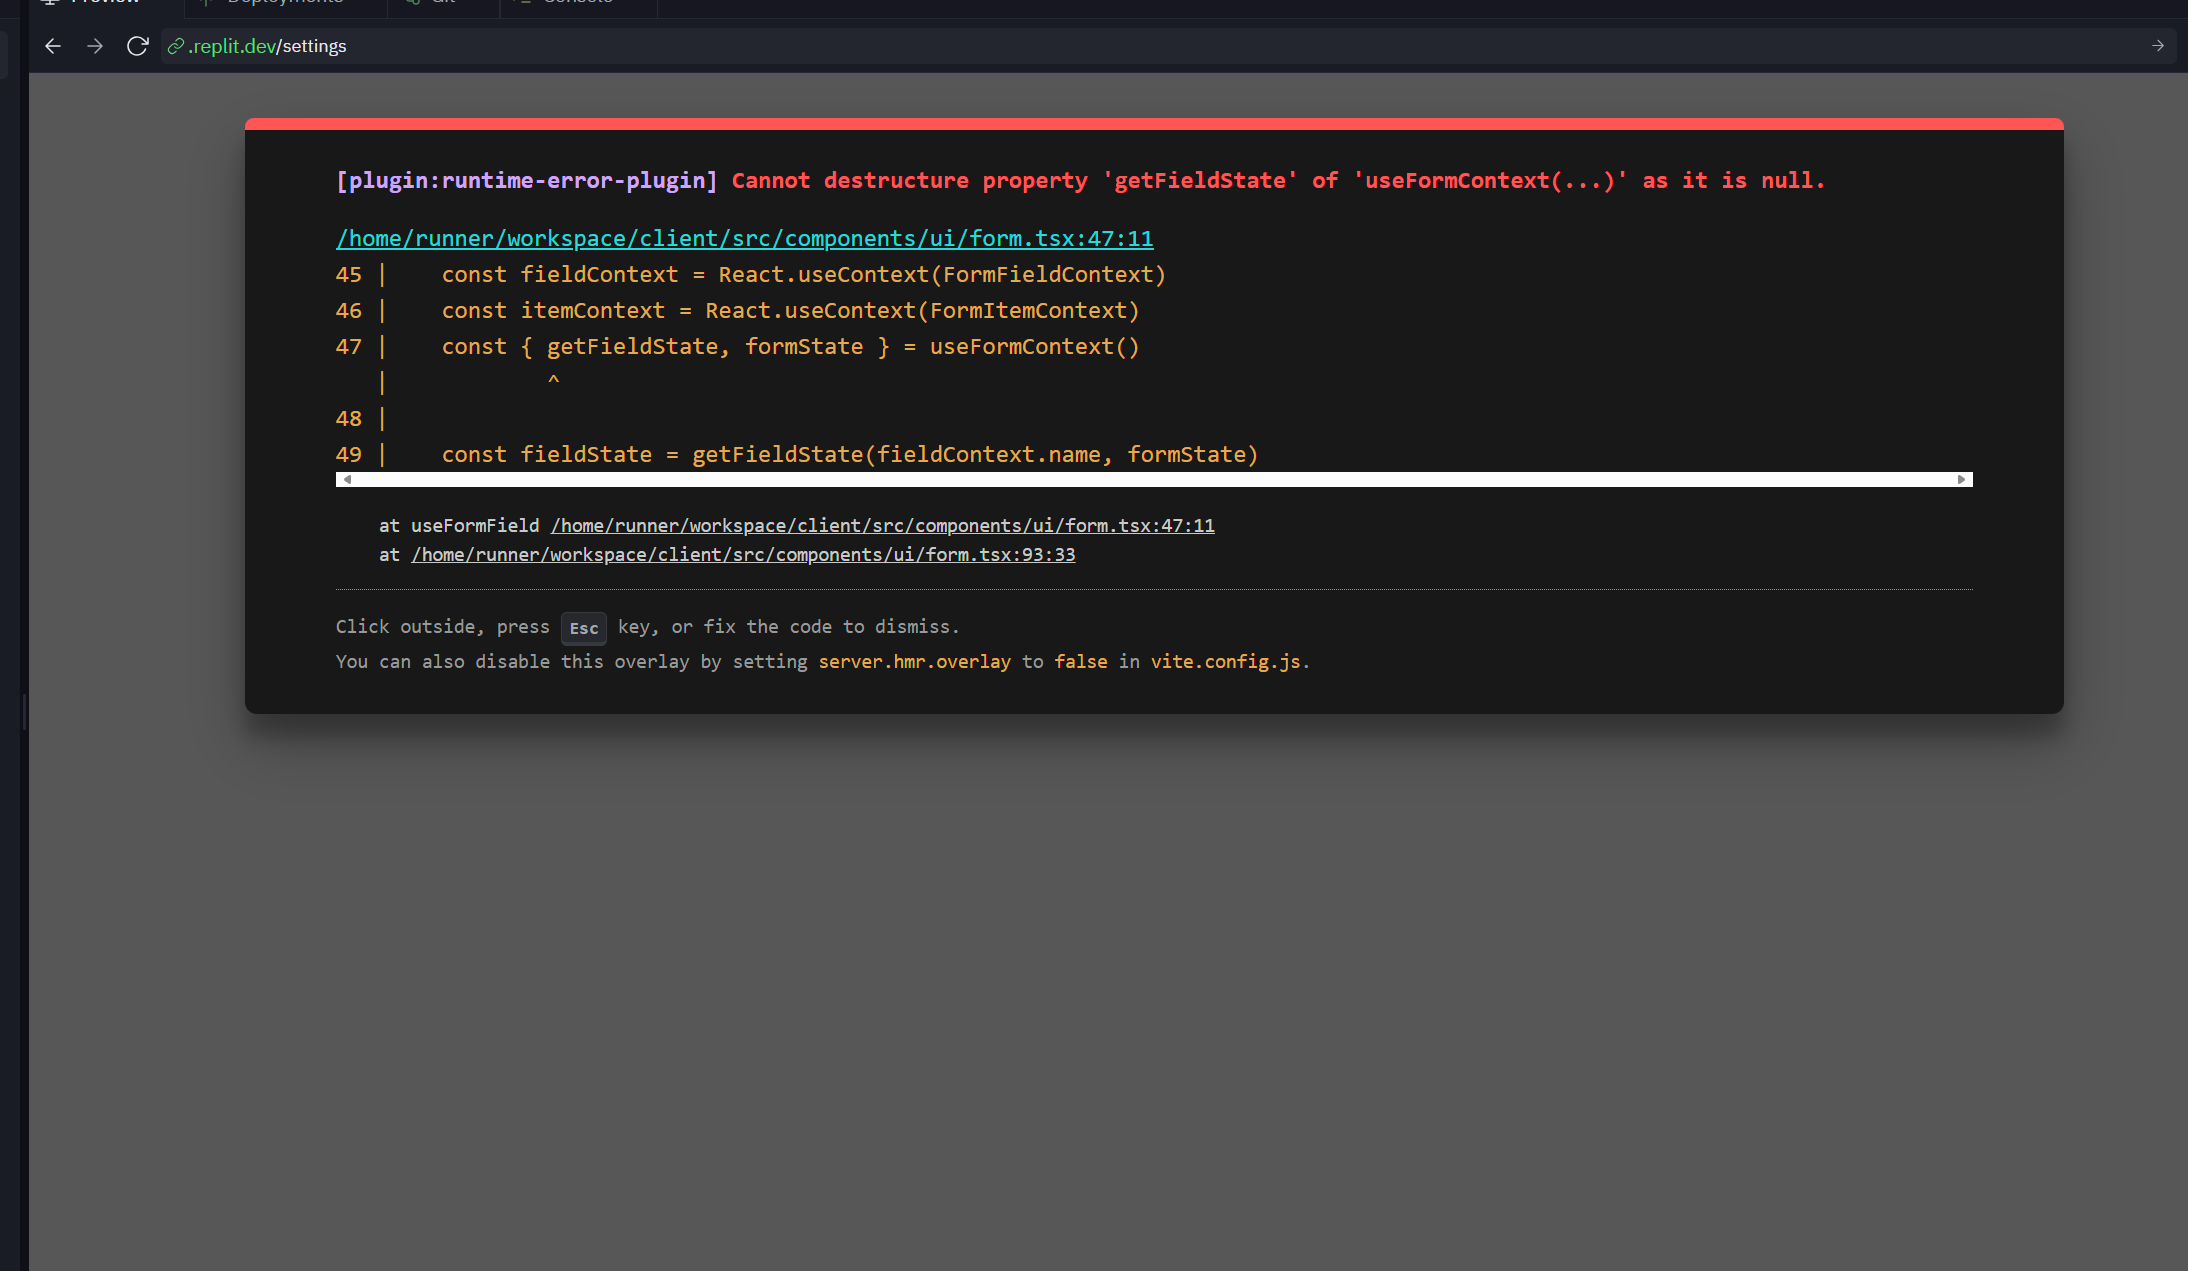 Preview Deployments Git Console
.replit.dev/settings
[plugin:runtime-error-plugin] Cannot destructure property 'getFieldState' of 'useFormContext(...)' as it is null.
/home/runner/workspace/client/src/components/ui/form.tsx:47:11
45 |    const fieldContext = React.useContext(FormFieldContext)
46 |    const itemContext = React.useContext(FormItemContext)
47 |    const { getFieldState, formState } = useFormContext()
   |            ^
48 |
49 |    const fieldState = getFieldState(fieldContext.name, formState)
at useFormField /home/runner/workspace/client/src/components/ui/form.tsx:47:11
at /home/runner/workspace/client/src/components/ui/form.tsx:93:33
Click outside, press Esc key, or fix the code to dismiss.
You can also disable this overlay by setting server.hmr.overlay to false in vite.config.js.